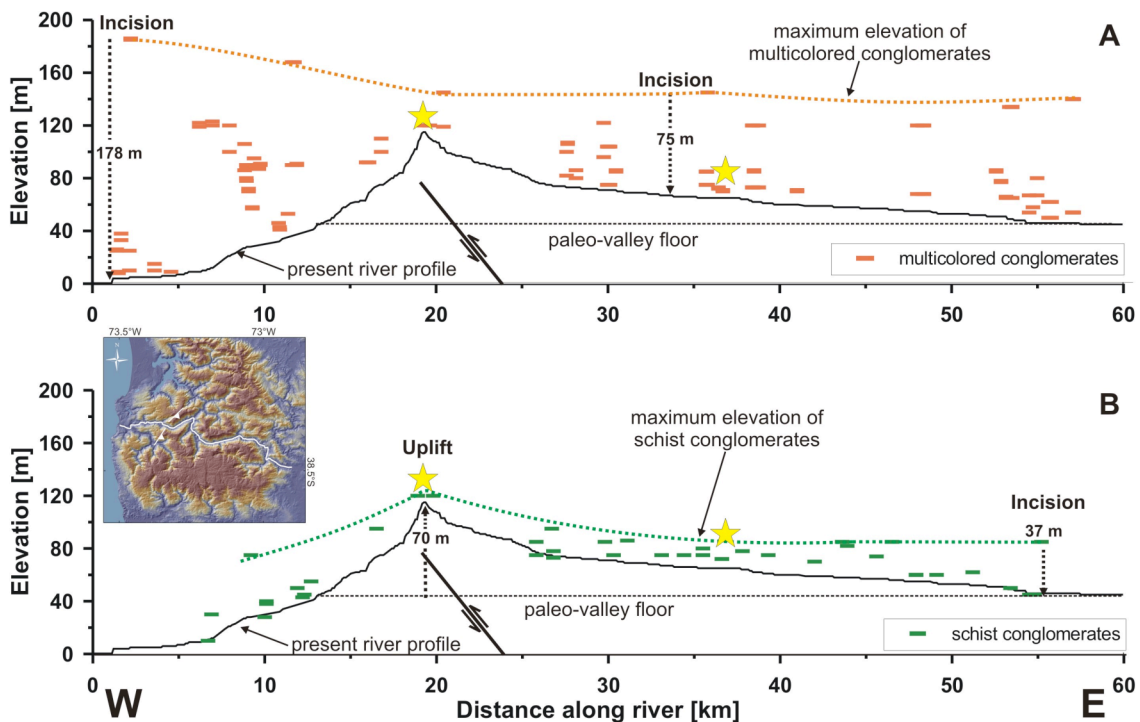 A
Incision
maximum elevation of
multicolored conglomerates
Incision
178 m
75 m
paleo-valley floor
present river profile
multicolored conglomerates
Elevation [m]
200
160
120
80
40
0
0
10
20
30
40
50
60
73.5°W
73°W
38.5°S
B
maximum elevation of
schist conglomerates
Uplift
Incision
37 m
70 m
paleo-valley floor
present river profile
schist conglomerates
Elevation [m]
200
160
120
80
40
0
0
10
20
30
40
50
60
W
Distance along river [km]
E